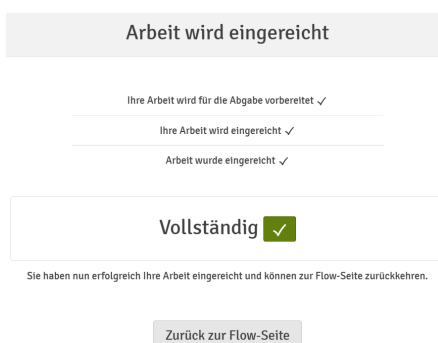 Arbeit wird eingereicht
Ihre Arbeit wird für die Abgabe vorbereitet ✓
Ihre Arbeit wird eingereicht ✓
Arbeit wurde eingereicht ✓
Vollständig ✓
Sie haben nun erfolgreich Ihre Arbeit eingereicht und können zur Flow-Seite zurückkehren.
Zurück zur Flow-Seite